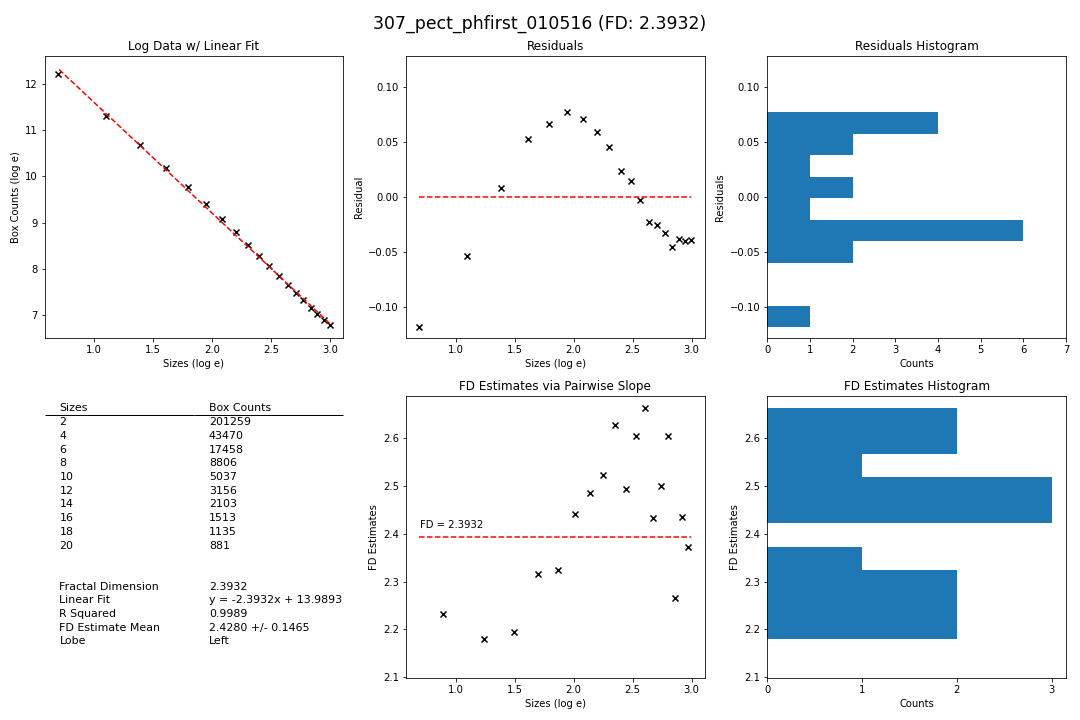 307_pect_phfirst_010516 (FD: 2.3932)
Log Data w/ Linear Fit
Box Counts (log e)
12
11
10
9
8
7
1.0 1.5 2.0 2.5 3.0
Sizes (log e)
Residuals
Residual
0.10
0.05
0.00
−0.05
−0.10
1.0 1.5 2.0 2.5 3.0
Sizes (log e)
Residuals Histogram
Residuals
0.10
0.05
0.00
−0.05
−0.10
0 1 2 3 4 5 6 7
Counts
Sizes Box Counts
2 201259
4 43470
6 17458
8 8806
10 5037
12 3156
14 2103
16 1513
18 1135
20 881
Fractal Dimension 2.3932
Linear Fit y = -2.3932x + 13.9893
R Squared 0.9989
FD Estimate Mean 2.4280 +/- 0.1465
Lobe Left
FD Estimates via Pairwise Slope
FD Estimates
2.6
2.5
2.4
2.3
2.2
2.1
FD = 2.3932
1.0 1.5 2.0 2.5 3.0
Sizes (log e)
FD Estimates Histogram
FD Estimates
2.6
2.5
2.4
2.3
2.2
2.1
0 1 2 3
Counts